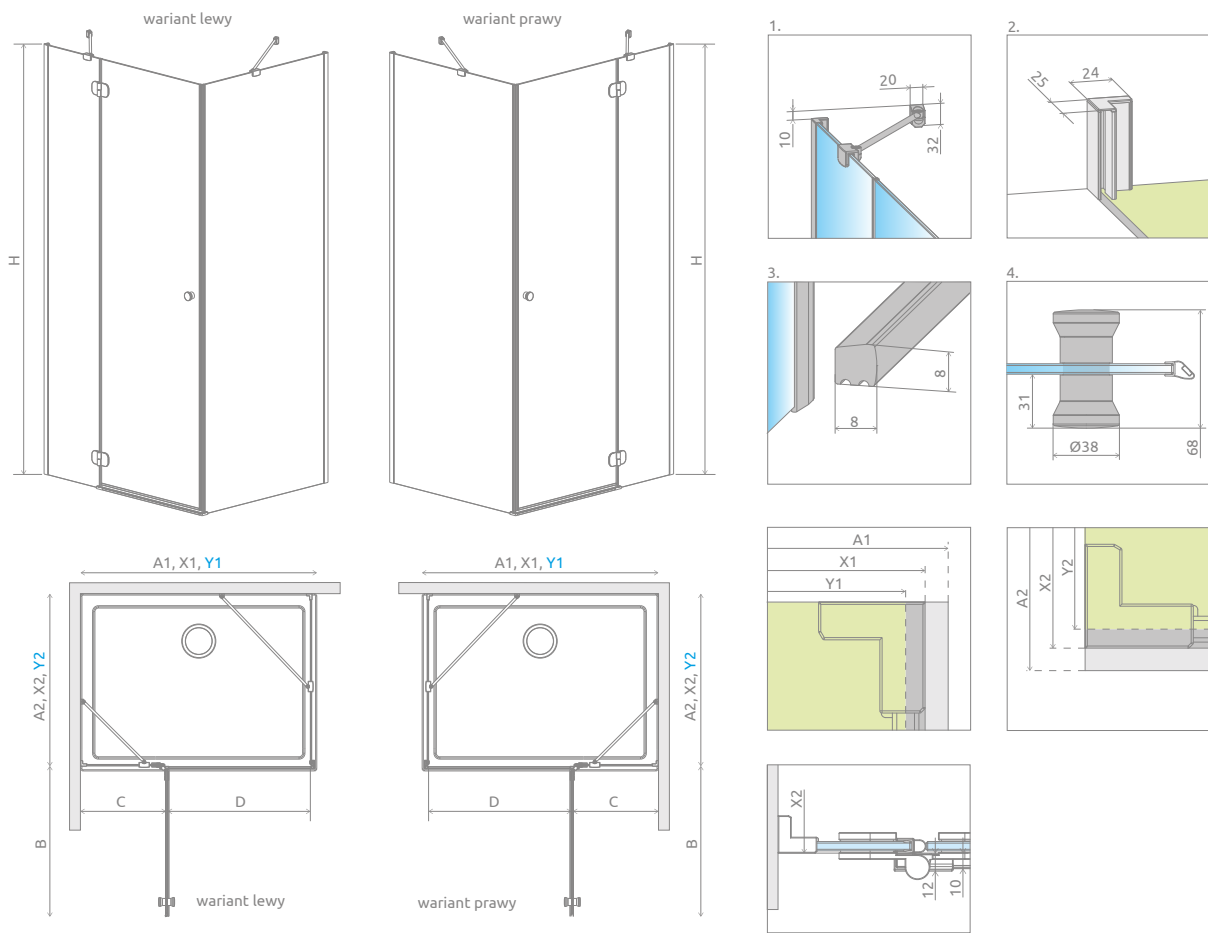 wariant lewy
wariant prawy
H
H
1.
20
10
32
2.
24
25
3.
8
8
4.
31
Ø38
68
A1, X1, Y1
A2, X2, Y2
C
D
B
wariant lewy
A1, X1, Y1
A2, X2, Y2
D
C
B
wariant prawy
A1
X1
Y1
A2
X2
Y2
X2
12
10